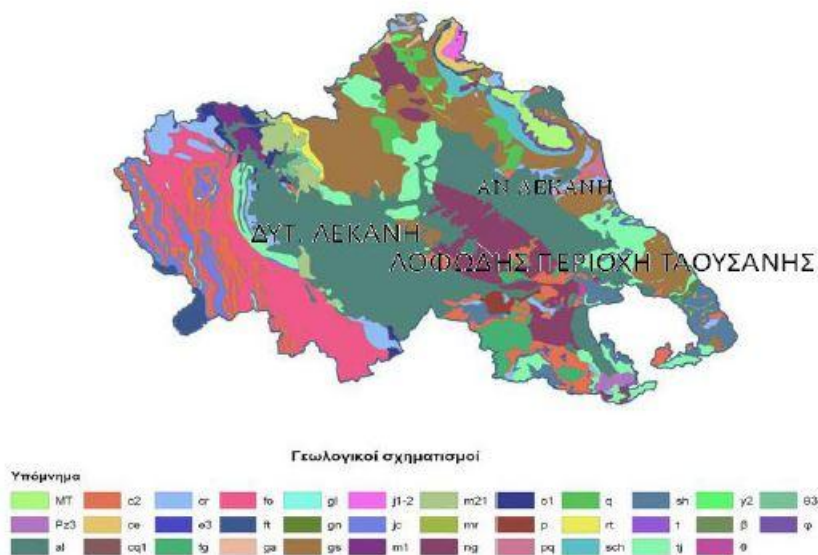 ΑΝ ΛΕΚΑΝΗ
ΔΥΤ. ΛΕΚΑΝΗ
ΛΟΦΩΔΗΣ ΠΕΡΙΟΧΗ ΤΑΟΥΣΑΝΗΣ
Γεωλογικοί σχηματισμοί
Υπόμνημα
MT c2 cr fo gl j1-2 m21 o1 q sh y2 θ3
Pz3 ce e3 ft gn jc mr p rt t β φ
al cq1 fg ga gs m1 ng pq sch tj θ